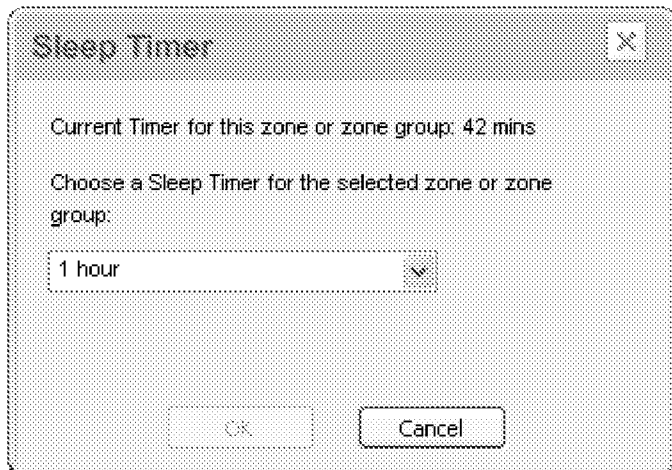 Sleep Timer
Current Timer for this zone or zone group: 42 mins
Choose a Sleep Timer for the selected zone or zone
group:
1 hour
OK
Cancel